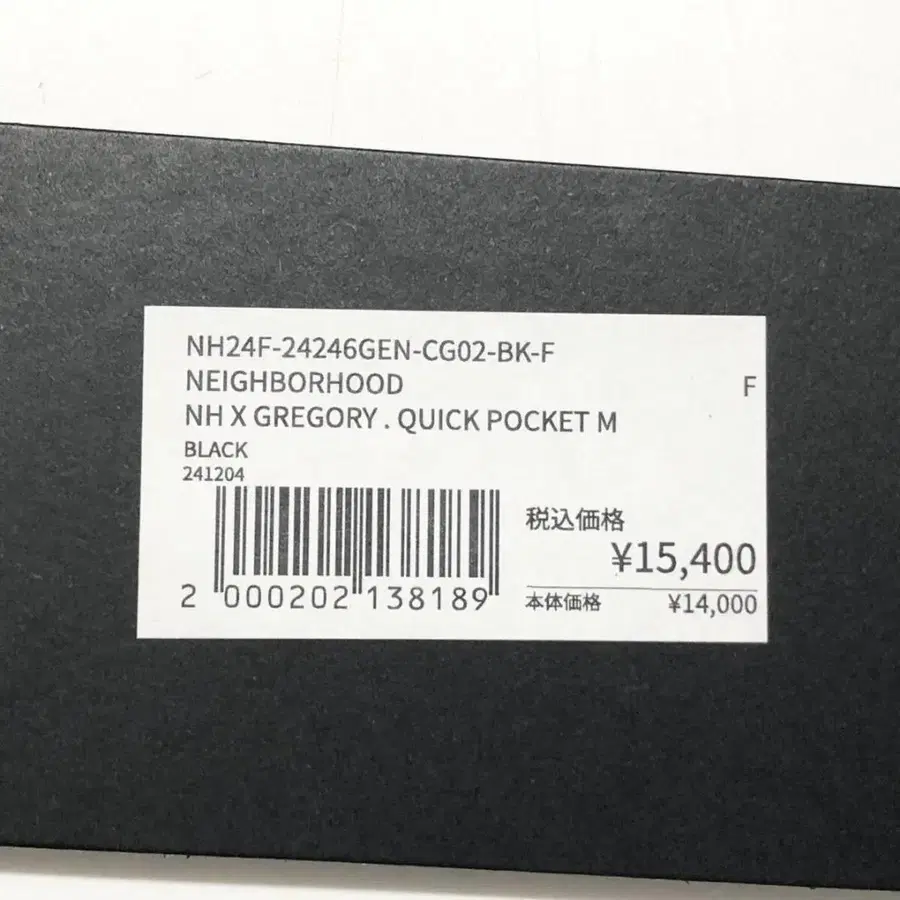 NH24F-24246GEN-CG02-BK-F
NEIGHBORHOOD F
NH X GREGORY . QUICK POCKET M
BLACK
241204
税込価格
¥15,400
本体価格 ¥14,000
2 000202 138189